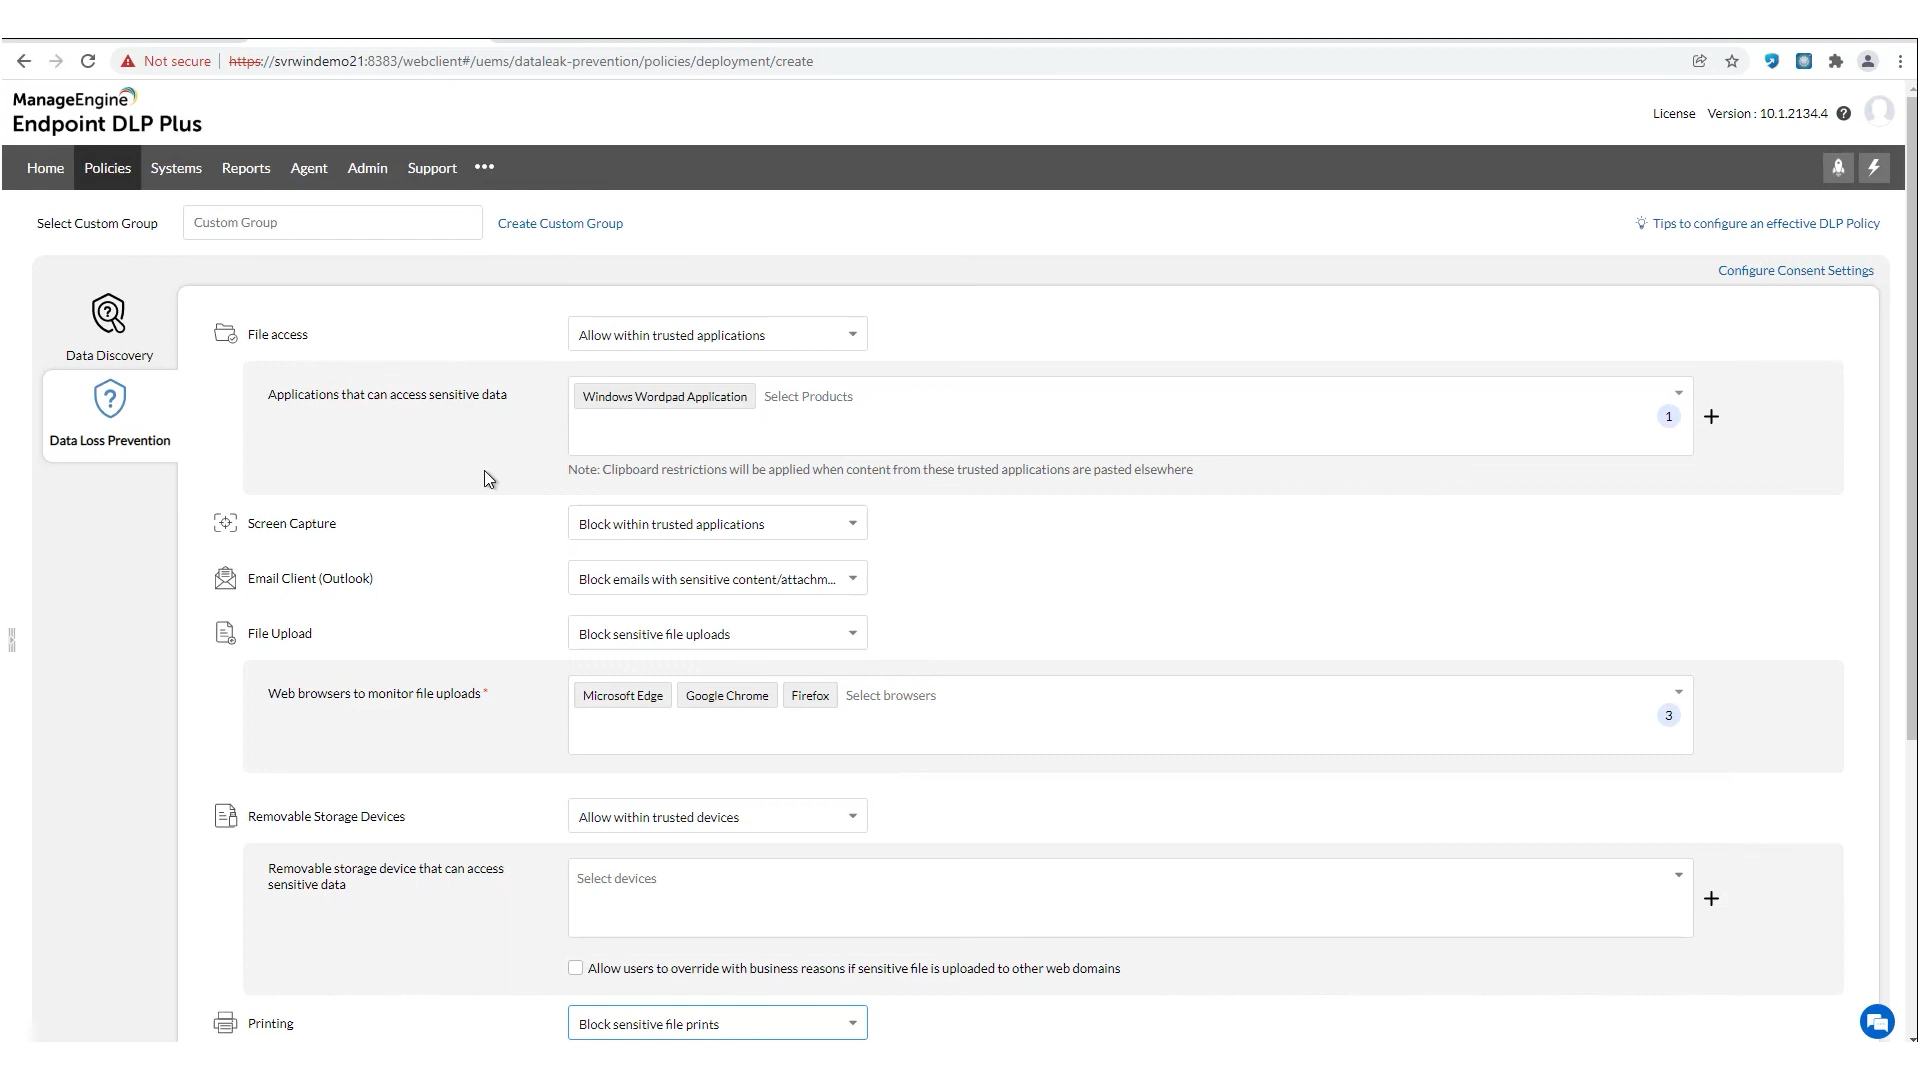 Not secure https://svrwindemo21:8383/webclient#/uems/dataleak-prevention/policies/deployment/create
ManageEngine
Endpoint DLP Plus
License Version : 10.1.2134.4 ?
Home Policies Systems Reports Agent Admin Support •••
Select Custom Group Custom Group Create Custom Group Tips to configure an effective DLP Policy
Configure Consent Settings
Data Discovery
Data Loss Prevention
File access Allow within trusted applications
Applications that can access sensitive data Windows Wordpad Application Select Products
1 +
Note: Clipboard restrictions will be applied when content from these trusted applications are pasted elsewhere
Screen Capture Block within trusted applications
Email Client (Outlook) Block emails with sensitive content/attachm...
File Upload Block sensitive file uploads
Web browsers to monitor file uploads * Microsoft Edge Google Chrome Firefox Select browsers
3
Removable Storage Devices Allow within trusted devices
Removable storage device that can access
sensitive data
Select devices
+
Allow users to override with business reasons if sensitive file is uploaded to other web domains
Printing Block sensitive file prints